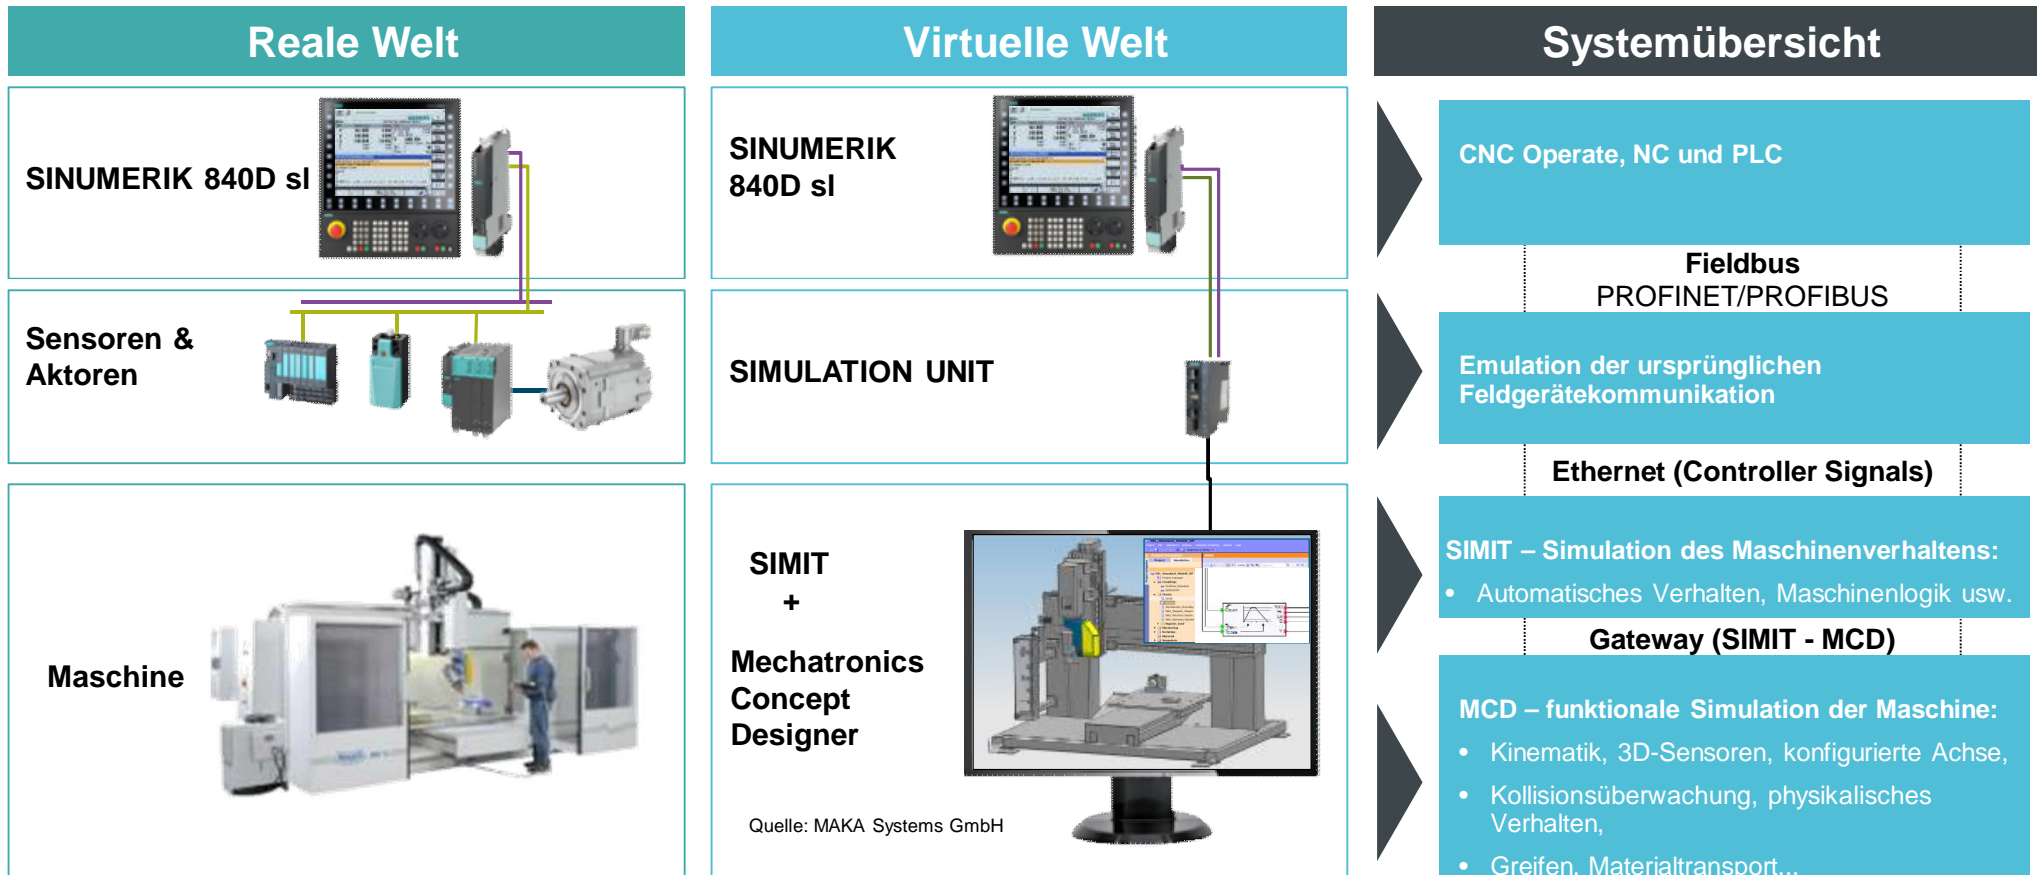 Reale Welt
Virtuelle Welt
Systemübersicht
SINUMERIK 840D sl
SINUMERIK
840D sl
CNC Operate, NC und PLC
Fieldbus
PROFINET/PROFIBUS
Sensoren &
Aktoren
SIMULATION UNIT
Emulation der ursprünglichen
Feldgerätekommunikation
Ethernet (Controller Signals)
Maschine
SIMIT
+
Mechatronics
Concept
Designer
Quelle: MAKA Systems GmbH
SIMIT – Simulation des Maschinenverhaltens:
• Automatisches Verhalten, Maschinenlogik usw.
Gateway (SIMIT - MCD)
MCD – funktionale Simulation der Maschine:
• Kinematik, 3D-Sensoren, konfigurierte Achse,
• Kollisionsüberwachung, physikalisches
Verhalten,
• Greifen, Materialtransport...